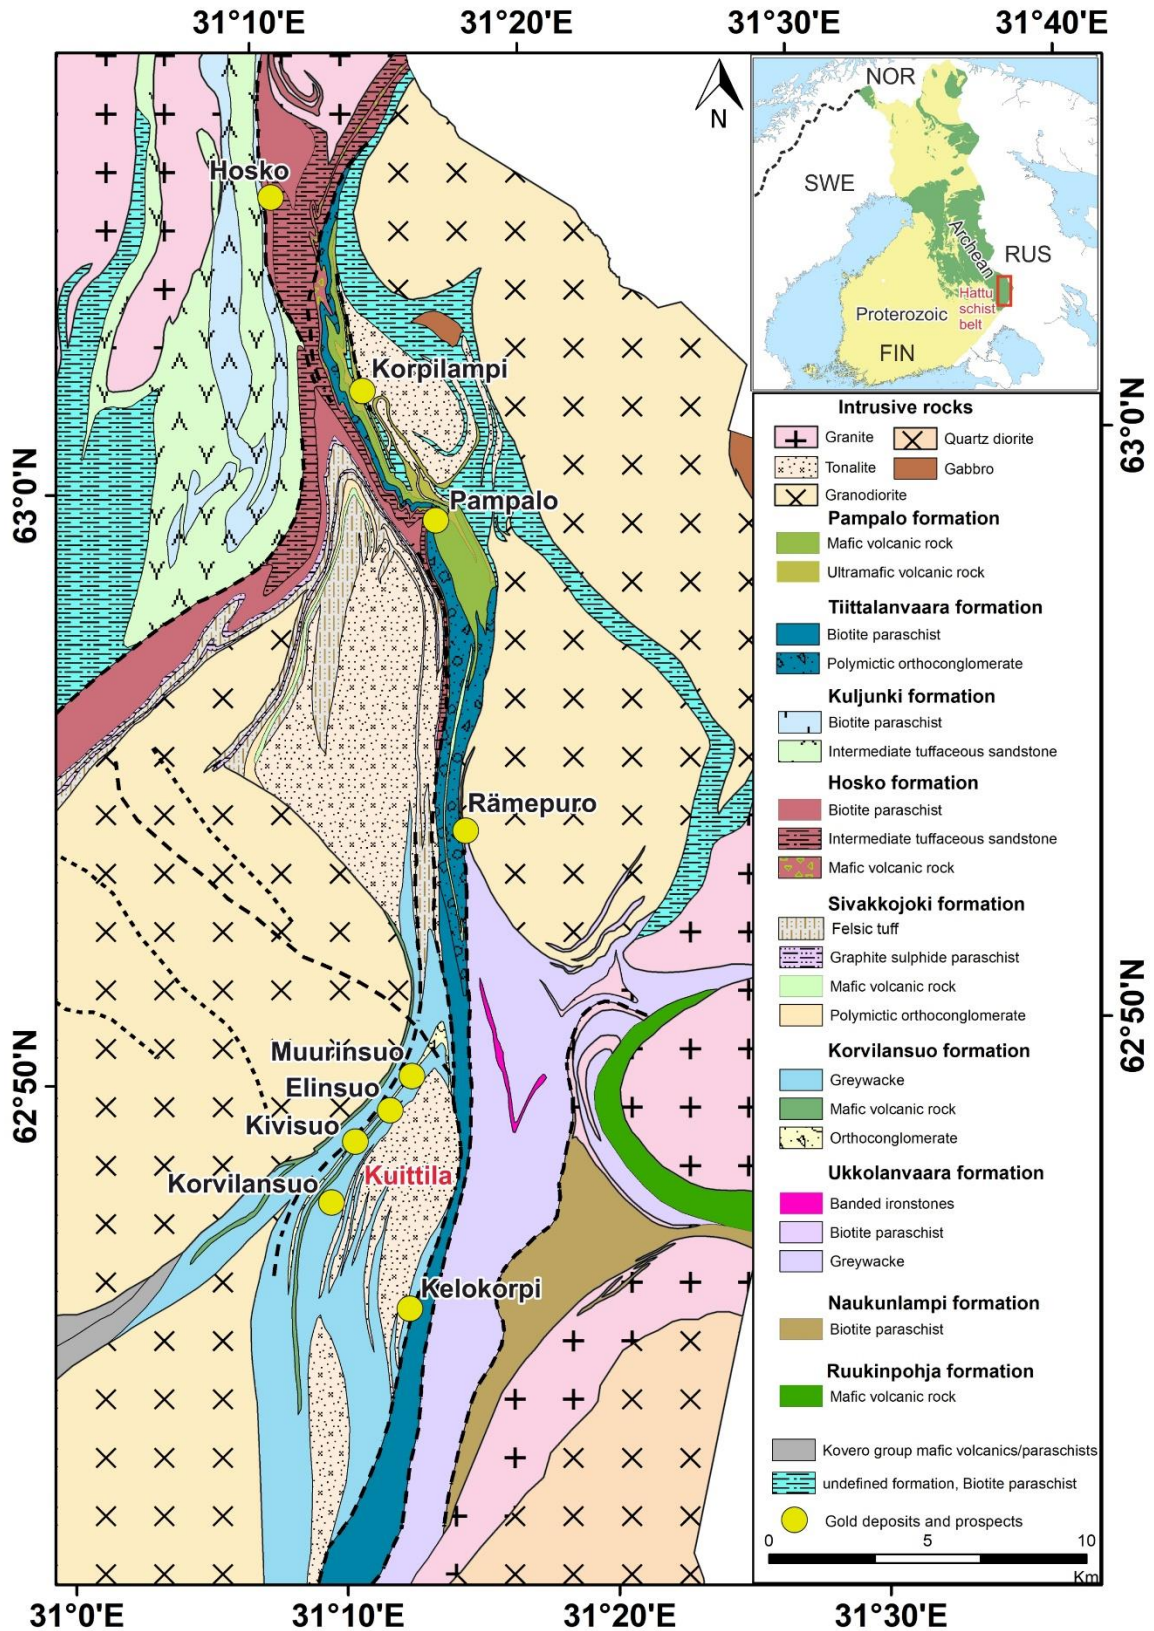 31°10'E
31°20'E
31°30'E
31°40'E
N
NOR
SWE
RUS
Archean
Hattu
schist
belt
Proterozoic
FIN
Hosko
Korpilampi
Pampalo
Rämepuro
Muurinsuo
Elinsuo
Kivisuo
Kuittila
Korvilansuo
Kelokorpi
63°0'N
62°50'N
63°0'N
62°50'N
Intrusive rocks
Granite
Quartz diorite
Tonalite
Gabbro
Granodiorite
Pampalo formation
Mafic volcanic rock
Ultramafic volcanic rock
Tiittalanvaara formation
Biotite paraschist
Polymictic orthoconglomerate
Kuljunki formation
Biotite paraschist
Intermediate tuffaceous sandstone
Hosko formation
Biotite paraschist
Intermediate tuffaceous sandstone
Mafic volcanic rock
Sivakkojoki formation
Felsic tuff
Graphite sulphide paraschist
Mafic volcanic rock
Polymictic orthoconglomerate
Korvilansuo formation
Greywacke
Mafic volcanic rock
Orthoconglomerate
Ukkolanvaara formation
Banded ironstones
Biotite paraschist
Greywacke
Naukunlampi formation
Biotite paraschist
Ruukinpohja formation
Mafic volcanic rock
Kovero group mafic volcanics/paraschists
undefined formation, Biotite paraschist
Gold deposits and prospects
0 5 10
Km
31°0'E
31°10'E
31°20'E
31°30'E